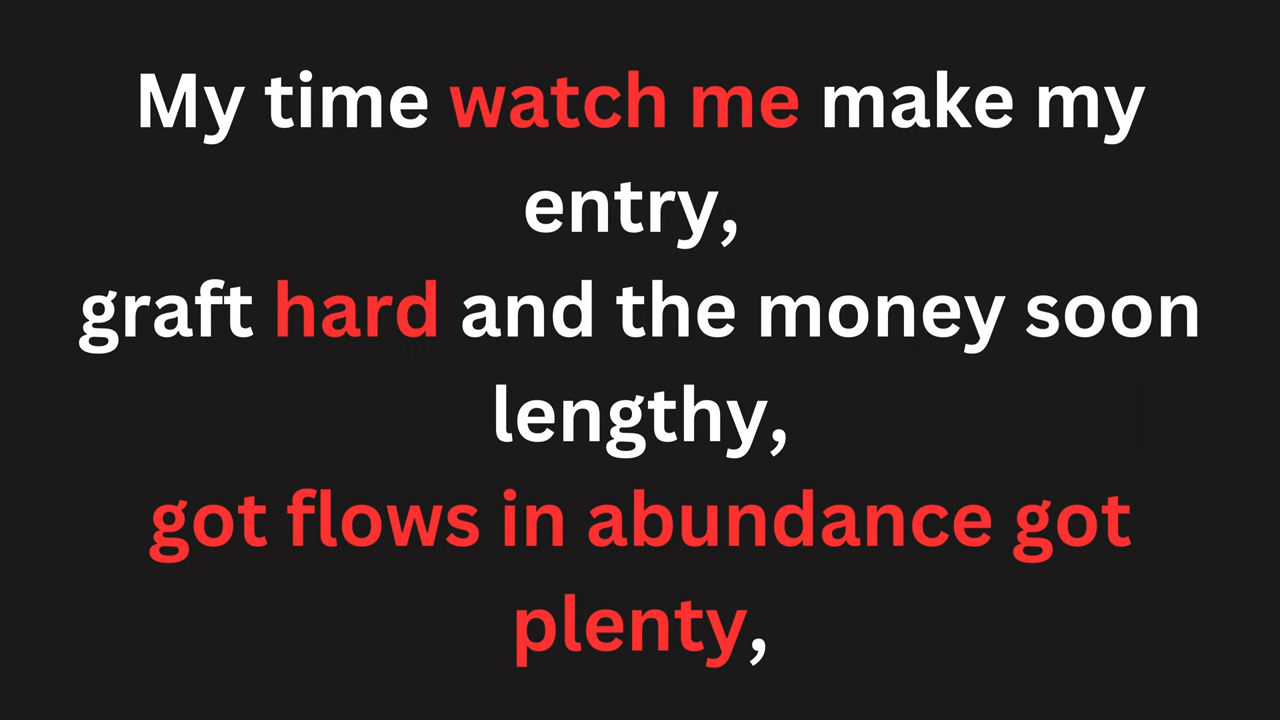 My time watch me make my
entry,
graft hard and the money soon
lengthy,
got flows in abundance got
plenty,